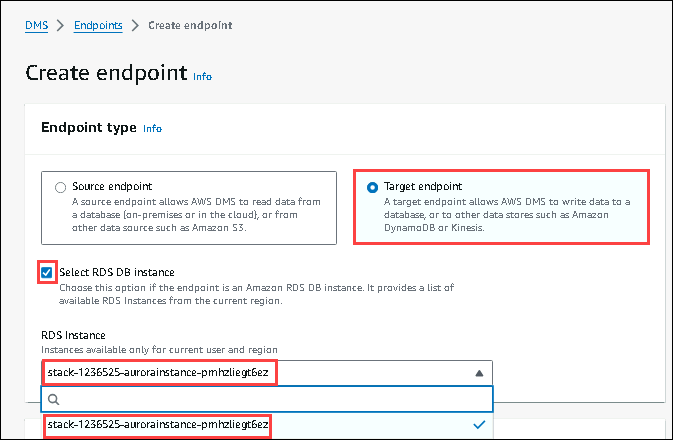 DMS > Endpoints > Create endpoint
Create endpoint Info
Endpoint type Info
Source endpoint
A source endpoint allows AWS DMS to read data from
a database (on-premises or in the cloud), or from
other data source such as Amazon S3.
Target endpoint
A target endpoint allows AWS DMS to write data to a
database, or to other data stores such as Amazon
DynamoDB or Kinesis.
Select RDS DB instance
Choose this option if the endpoint is an Amazon RDS DB instance. It provides a list of
available RDS Instances from the current region.
RDS Instance
Instances available only for current user and region
stack-1236525-aurorainstance-pmhzliegt6ez
stack-1236525-aurorainstance-pmhzliegt6ez